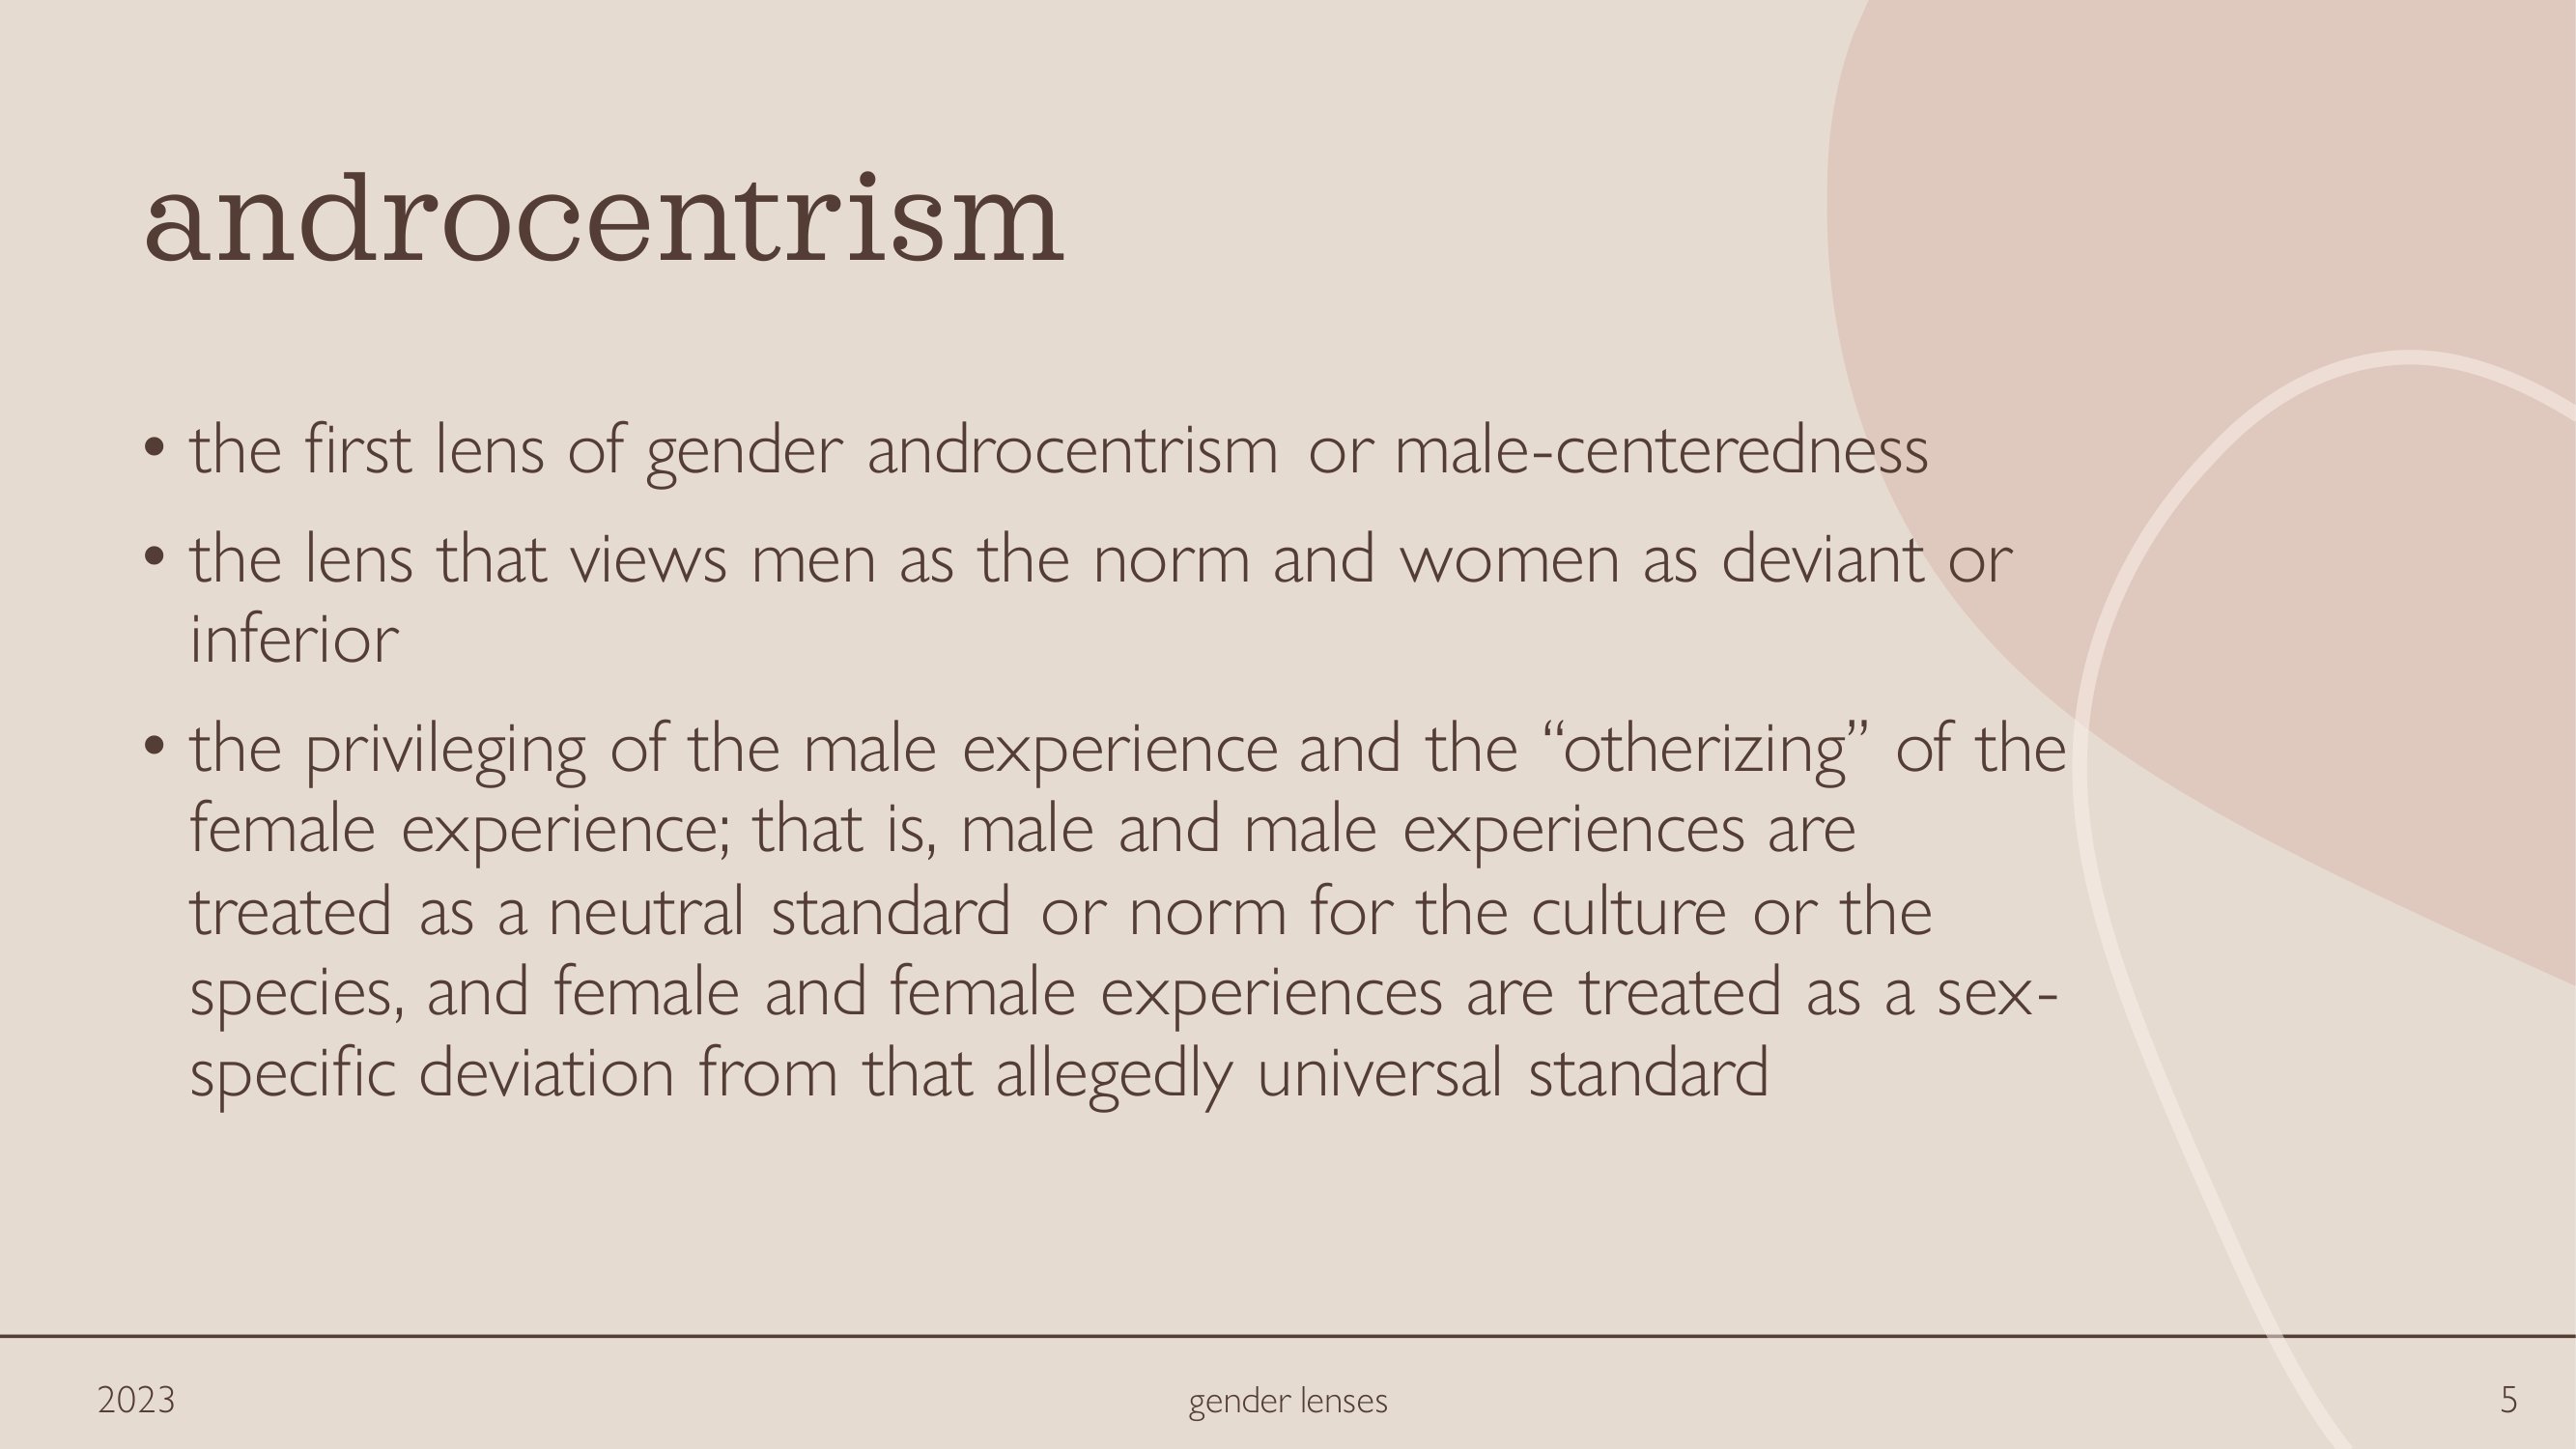 androcentrism
• the first lens of gender androcentrism or male-centeredness
• the lens that views men as the norm and women as deviant or
inferior
• the privileging of the male experience and the “otherizing” of the
female experience; that is, male and male experiences are
treated as a neutral standard or norm for the culture or the
species, and female and female experiences are treated as a sex-
specific deviation from that allegedly universal standard
2023
gender lenses
5